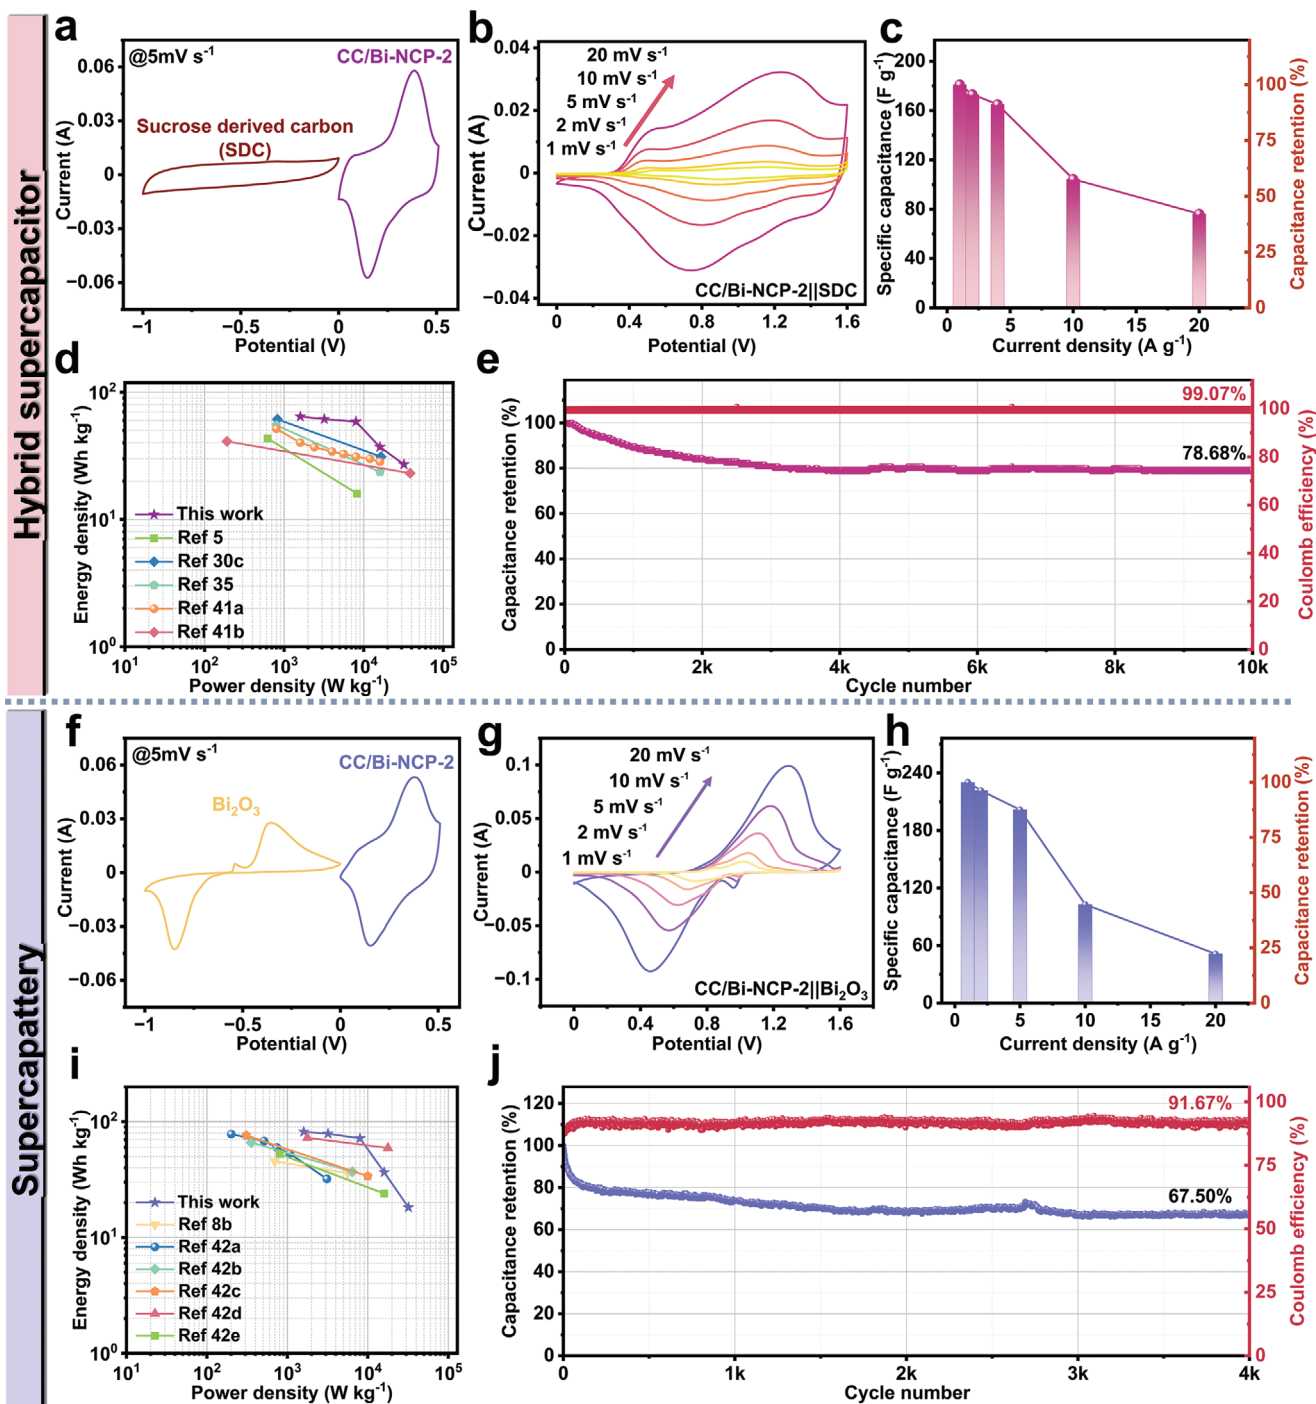 Hybrid supercapacitor
a
@5mV s⁻¹
CC/Bi-NCP-2
Sucrose derived carbon
(SDC)
Current (A)
0.06
0.03
0
−0.03
−0.06
−1
−0.5
0
0.5
Potential (V)
b
20 mV s⁻¹
10 mV s⁻¹
5 mV s⁻¹
2 mV s⁻¹
1 mV s⁻¹
Current (A)
0.04
0.02
0
−0.02
−0.04
CC/Bi-NCP-2||SDC
0
0.4
0.8
1.2
1.6
Potential (V)
c
Specific capacitance (F g⁻¹)
200
160
120
80
40
0
Capacitance retention (%)
100
75
50
25
0
0
5
10
15
20
Current density (A g⁻¹)
d
Energy density (Wh kg⁻¹)
10²
10¹
10⁰
This work
Ref 5
Ref 30c
Ref 35
Ref 41a
Ref 41b
10¹
10²
10³
10⁴
10⁵
Power density (W kg⁻¹)
e
Capacitance retention (%)
100
80
60
40
20
0
99.07%
78.68%
Coulomb efficiency (%)
100
80
60
40
20
0
0
2k
4k
6k
8k
10k
Cycle number
Supercapattery
f
@5mV s⁻¹
CC/Bi-NCP-2
Bi₂O₃
Current (A)
0.06
0.03
0
−0.03
−0.06
−1
−0.5
0
0.5
Potential (V)
g
20 mV s⁻¹
10 mV s⁻¹
5 mV s⁻¹
2 mV s⁻¹
1 mV s⁻¹
Current (A)
0.1
0.05
0
−0.05
−0.1
CC/Bi-NCP-2||Bi₂O₃
0
0.4
0.8
1.2
1.6
Potential (V)
h
Specific capacitance (F g⁻¹)
240
180
120
60
0
Capacitance retention (%)
100
75
50
25
0
0
5
10
15
20
Current density (A g⁻¹)
i
Energy density (Wh kg⁻¹)
10²
10¹
10⁰
This work
Ref 8b
Ref 42a
Ref 42b
Ref 42c
Ref 42d
Ref 42e
10¹
10²
10³
10⁴
10⁵
Power density (W kg⁻¹)
j
Capacitance retention (%)
120
100
80
60
40
20
0
91.67%
67.50%
Coulomb efficiency (%)
100
75
50
25
0
0
1k
2k
3k
4k
Cycle number